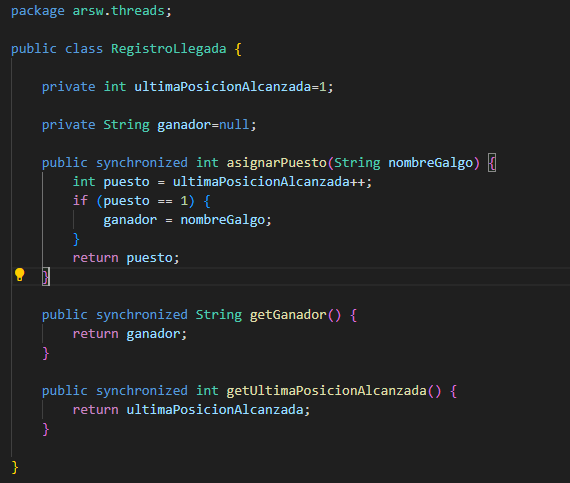 package arsw.threads;
public class RegistroLlegada {
private int ultimaPosicionAlcanzada=1;
private String ganador=null;
public synchronized int asignarPuesto(String nombreGalgo) {
int puesto = ultimaPosicionAlcanzada++;
if (puesto == 1) {
ganador = nombreGalgo;
}
return puesto;
}
public synchronized String getGanador() {
return ganador;
}
public synchronized int getUltimaPosicionAlcanzada() {
return ultimaPosicionAlcanzada;
}
}